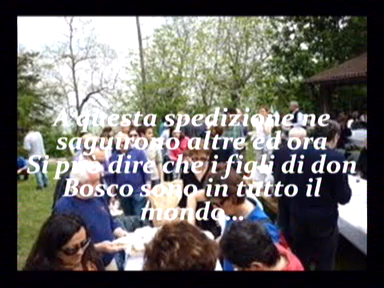 A questa spedizione ne
saguirono altre ed ora
Si può dire che i figli di don
Bosco sono in tutto il
mondo...